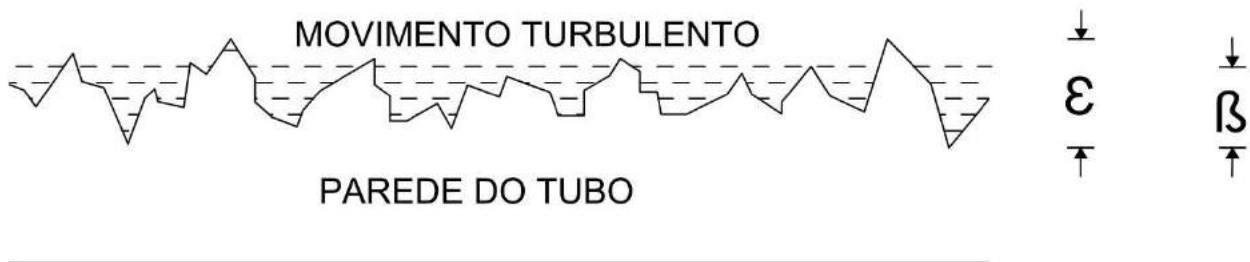 MOVIMENTO TURBULENTO
ε
ß
PAREDE DO TUBO